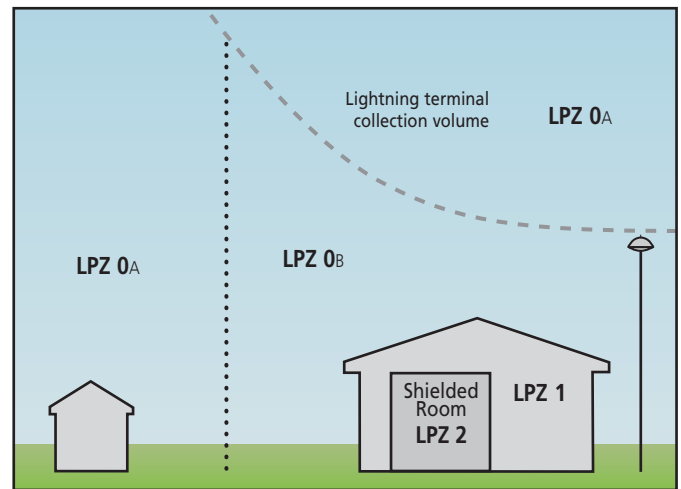 Lightning terminal
collection volume
LPZ 0A
LPZ 0A
LPZ 0B
Shielded
Room
LPZ 2
LPZ 1